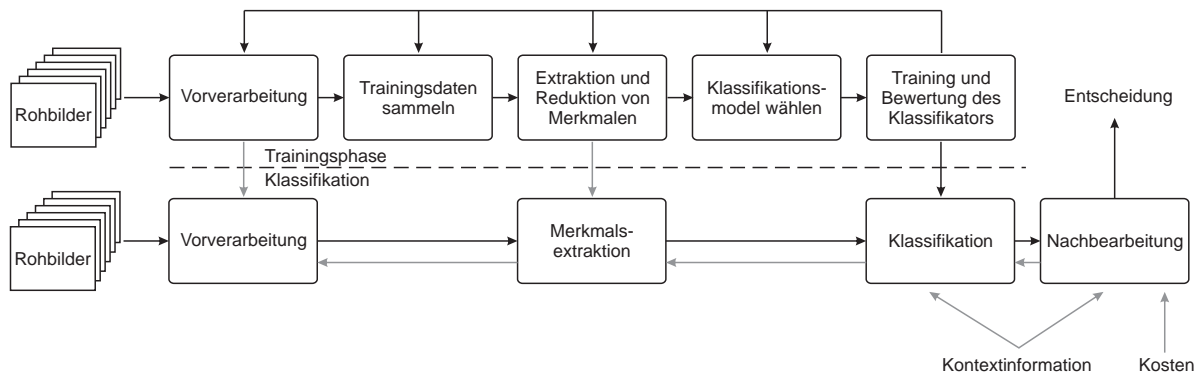 Rohbilder
Vorverarbeitung
Trainingsdaten
sammeln
Extraktion und
Reduktion von
Merkmalen
Klassifikations-
model wählen
Training und
Bewertung des
Klassifikators
Entscheidung
Trainingsphase
Klassifikation
Rohbilder
Vorverarbeitung
Merkmals-
extraktion
Klassifikation
Nachbearbeitung
Kontextinformation
Kosten